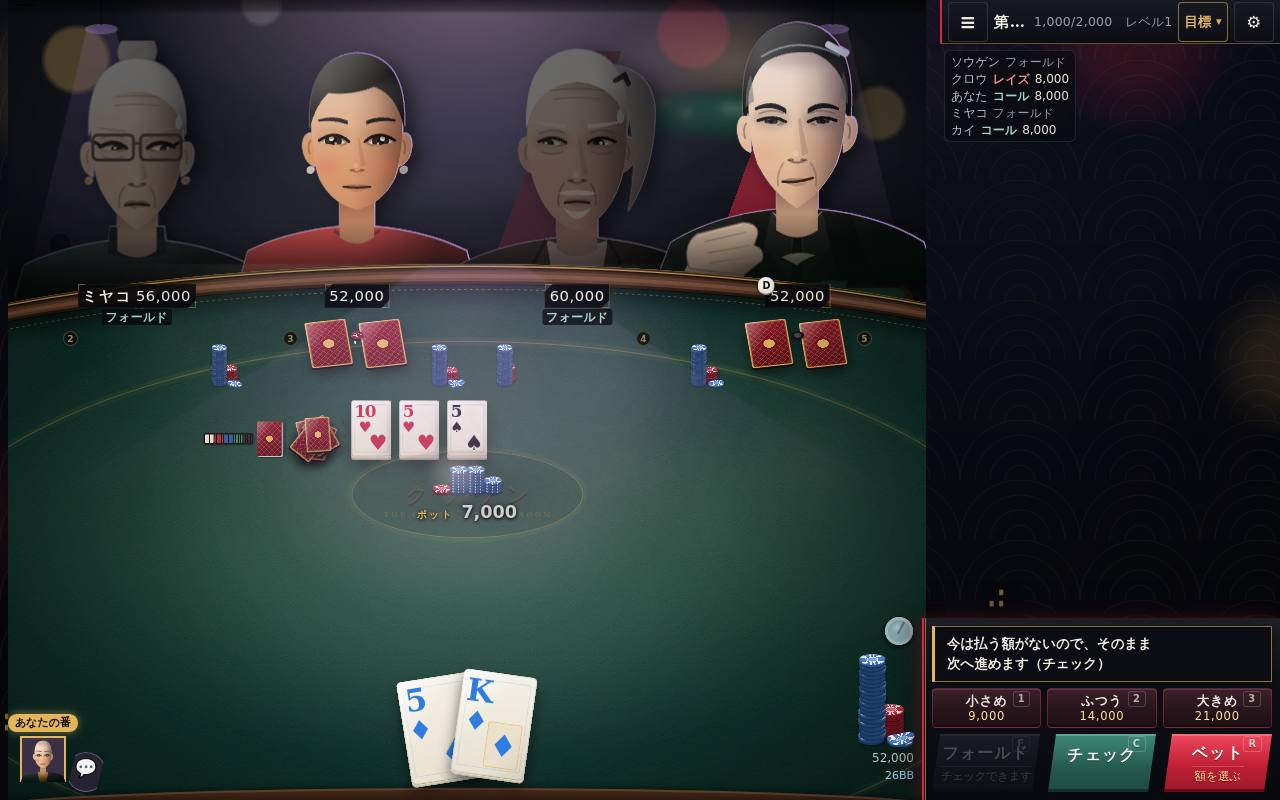 第… 1,000/2,000 レベル1 目標 ▾
ソウゲン フォールド
クロウ レイズ 8,000
あなた コール 8,000
ミヤコ フォールド
カイ コール 8,000
ミヤコ 56,000
フォールド
52,000
60,000
フォールド
D
52,000
2
3
4
5
10
5
5
ポット 7,000
5
K
あなたの番
52,000
26BB
今は払う額がないので、そのまま
次へ進めます（チェック）
小さめ 1
9,000
ふつう 2
14,000
大きめ 3
21,000
フォールド F
チェックできます
チェック C
ベット R
額を選ぶ